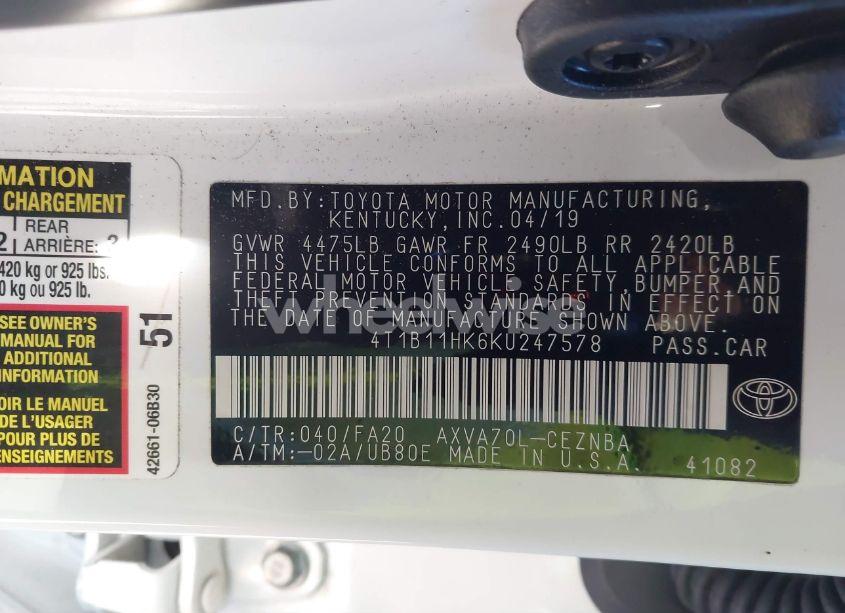 MATION
CHARGEMENT
2 REAR
ARRIÈRE: 2
420 kg or 925 lbs.
0 kg ou 925 lb.
SEE OWNER'S
MANUAL FOR
ADDITIONAL
INFORMATION
OIR LE MANUEL
DE L'USAGER
POUR PLUS DE
ENSEIGNEMENTS
51
42661-06B30
MFD.BY:TOYOTA MOTOR MANUFACTURING,
KENTUCKY,INC.04/19
GVWR 4475LB GAWR FR 2490LB RR 2420LB
THIS VEHICLE CONFORMS TO ALL APPLICABLE
FEDERAL MOTOR VEHICLE SAFETY,BUMPER AND
THEFT PREVENTION STANDARDS IN EFFECT ON
THE DATE OF MANUFACTURE SHOWN ABOVE.
4T1B11HK6KU247578 PASS.CAR
C/TR:040/FA20 AXVA70L-CEZNBA
A/TM:-02A/UB80E MADE IN U.S.A. 41082
wheelwise